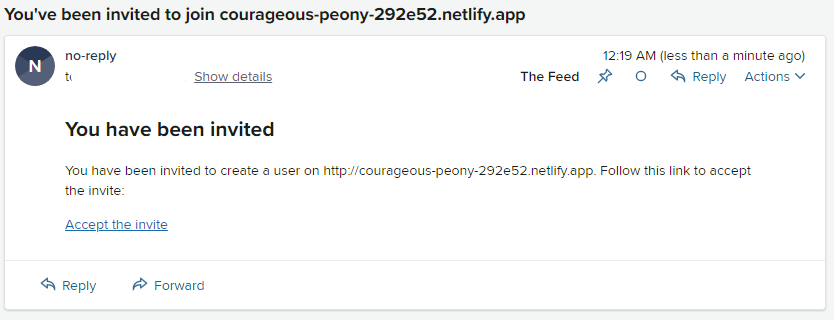 You've been invited to join courageous-peony-292e52.netlify.app
N
no-reply
12:19 AM (less than a minute ago)
Show details
The Feed
Reply
Actions
You have been invited
You have been invited to create a user on http://courageous-peony-292e52.netlify.app. Follow this link to accept
the invite:
Accept the invite
Reply
Forward